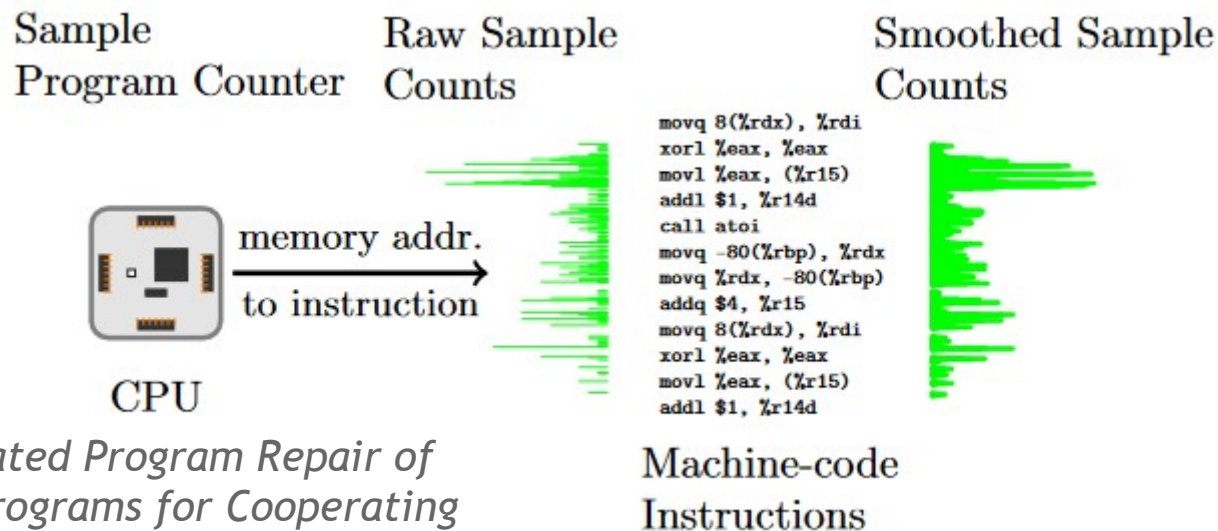 Sample
Program Counter
Raw Sample
Counts
Smoothed Sample
Counts
memory addr.
to instruction
CPU
movq 8(%rdx), %rdi
xorl %eax, %eax
movl %eax, (%r15)
addl $1, %r14d
call atoi
movq -80(%rbp), %rdx
movq %rdx, -80(%rbp)
addq $4, %r15
movq 8(%rdx), %rdi
xorl %eax, %eax
movl %eax, (%r15)
addl $1, %r14d
Machine-code
Instructions
Program Repair of
for Cooperating